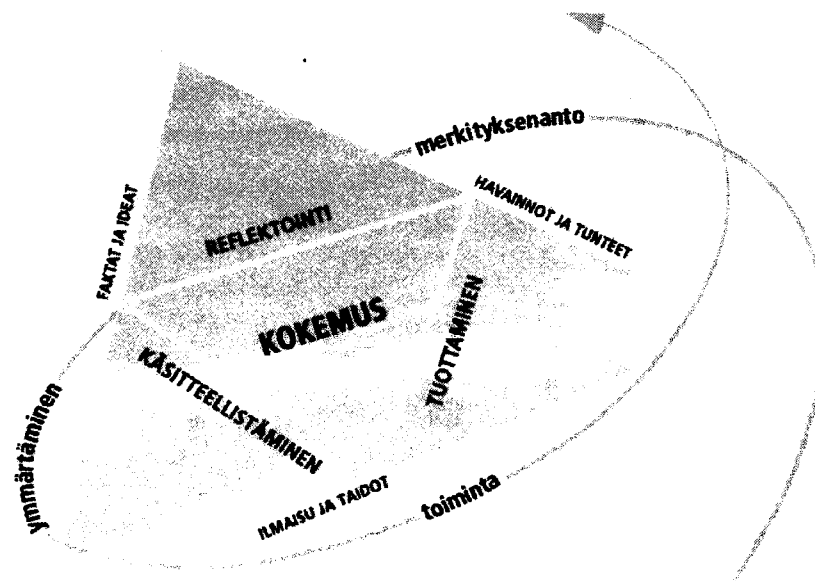 merkityksenanto
HAVAINNOT JA TUNTEET
FAKTAT JA IDEAT
REFLEKTOINTI
KOKEMUS
TUOTTAMINEN
KÄSITTEELLISTÄMINEN
ymmärtäminen
ILMAISU JA TAIDOT
toiminta